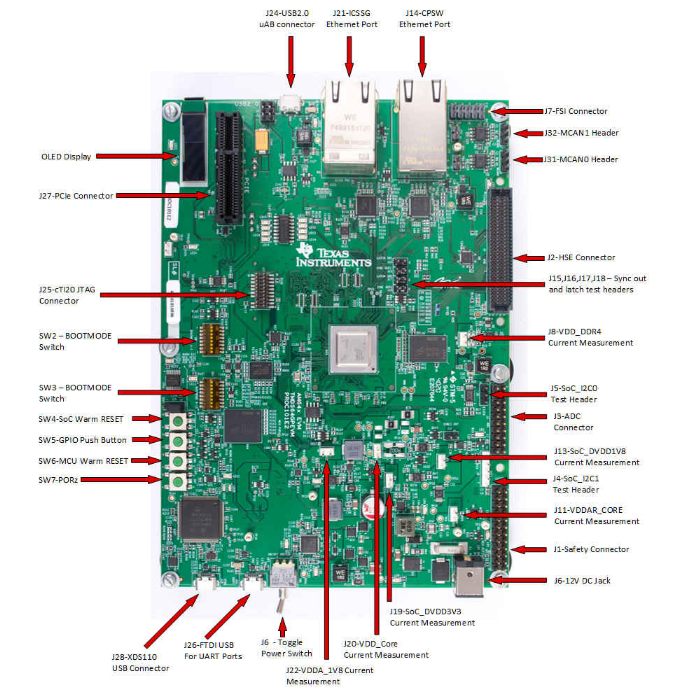 J24-USB2.0
uAB connector
J21-ICSSG
Ethernet Port
J14-CPSW
Ethernet Port
J7-FSI Connector
J32-MCAN1 Header
J31-MCAN0 Header
OLED Display
J27-PCIe Connector
PCIE
WE
TEXAS
INSTRUMENTS
J2-HSE Connector
J15,J16,J17,J18 – Sync out
and latch test headers
J25-cTI20 JTAG
Connector
J8-VDD_DDR4
Current Measurement
SW2 – BOOTMODE
Switch
SW3 – BOOTMODE
Switch
J5-SoC_I2C0
Test Header
J3-ADC
Connector
SW4-SoC Warm RESET
SW5-GPIO Push Button
SW6-MCU Warm RESET
SW7-PORz
J13-SoC_DVDD1V8
Current Measurement
J4-SoC_I2C1
Test Header
J11-VDDAR_CORE
Current Measurement
J1-Safety Connector
J6-12V DC Jack
J19-SoC_DVDD3V3
Current Measurement
J28-XDS110
USB Connector
J26-FTDI USB
For UART Ports
J6 - Toggle
Power Switch
J20-VDD_Core
Current Measurement
J22-VDDA_1V8 Current
Measurement